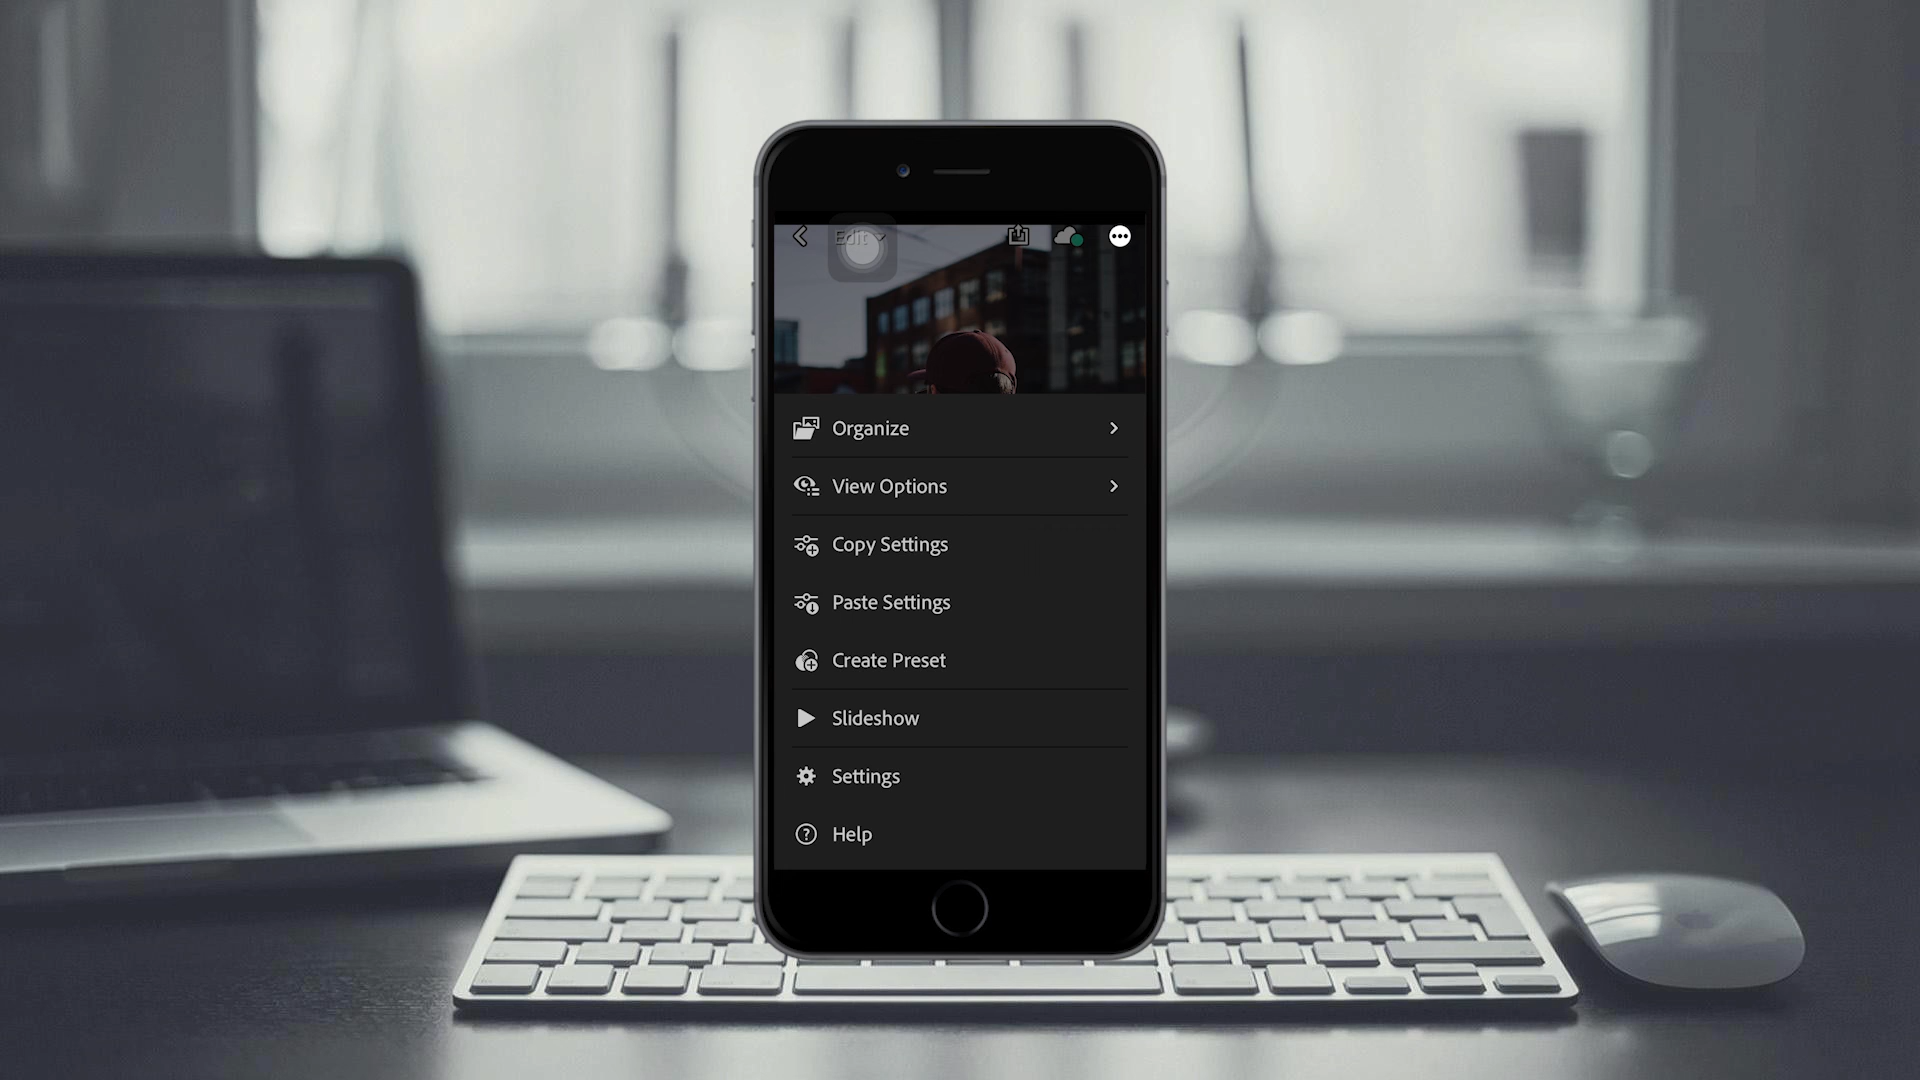 Edit
Organize
View Options
Copy Settings
Paste Settings
Create Preset
Slideshow
Settings
Help